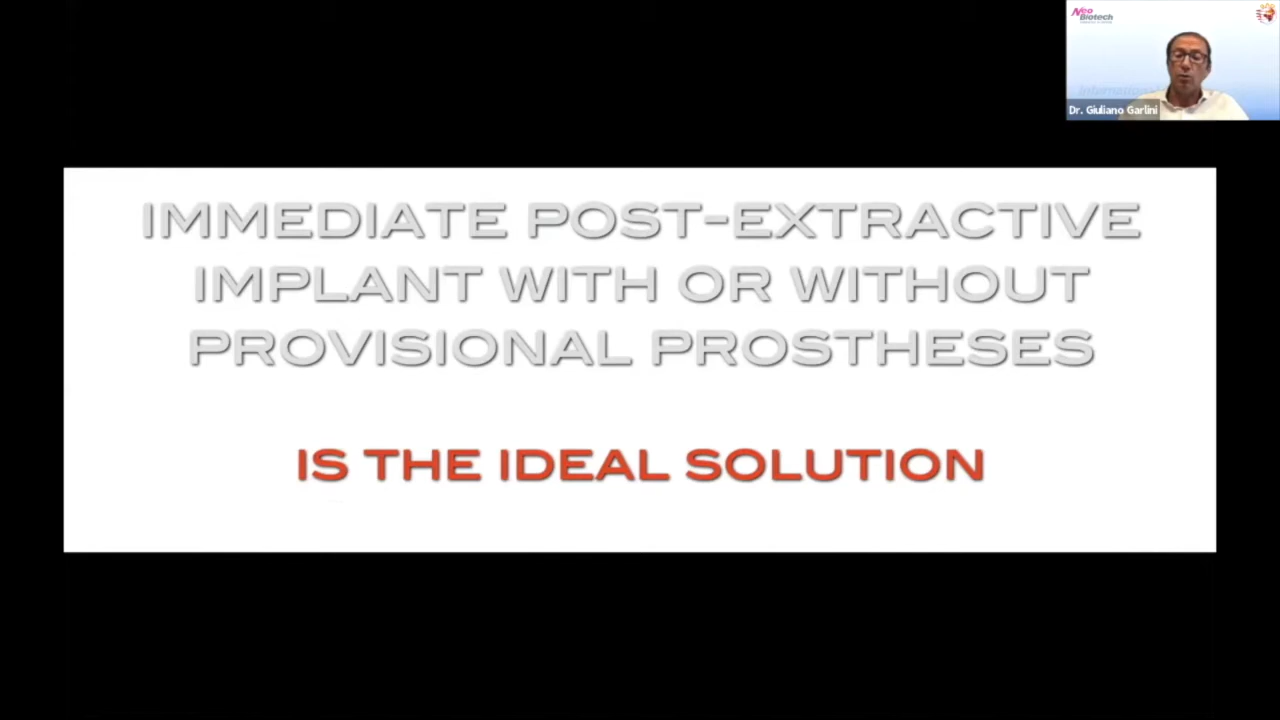 Neo
Biotech
Dr. Giuliano Garlini
IMMEDIATE POST-EXTRACTIVE
IMPLANT WITH OR WITHOUT
PROVISIONAL PROSTHESES
IS THE IDEAL SOLUTION